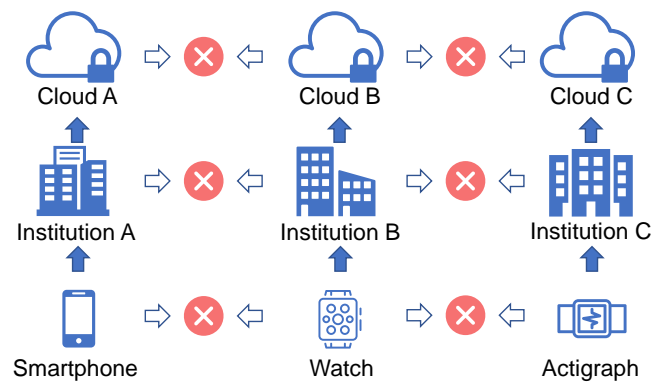 Cloud A
Cloud B
Cloud C
Institution A
Institution B
Institution C
Smartphone
Watch
Actigraph